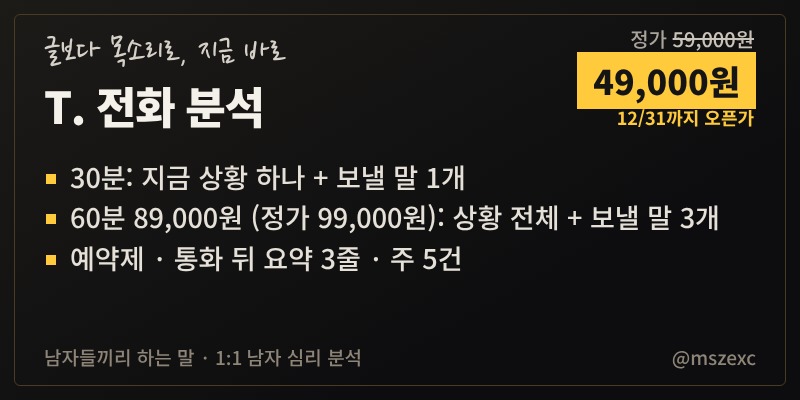 글보다 목소리로, 지금 바로
정가 59,000원
49,000원
T. 전화 분석
12/31까지 오픈가
30분: 지금 상황 하나 + 보낼 말 1개
60분 89,000원 (정가 99,000원): 상황 전체 + 보낼 말 3개
예약제 · 통화 뒤 요약 3줄 · 주 5건
남자들끼리 하는 말 · 1:1 남자 심리 분석
@mszexc